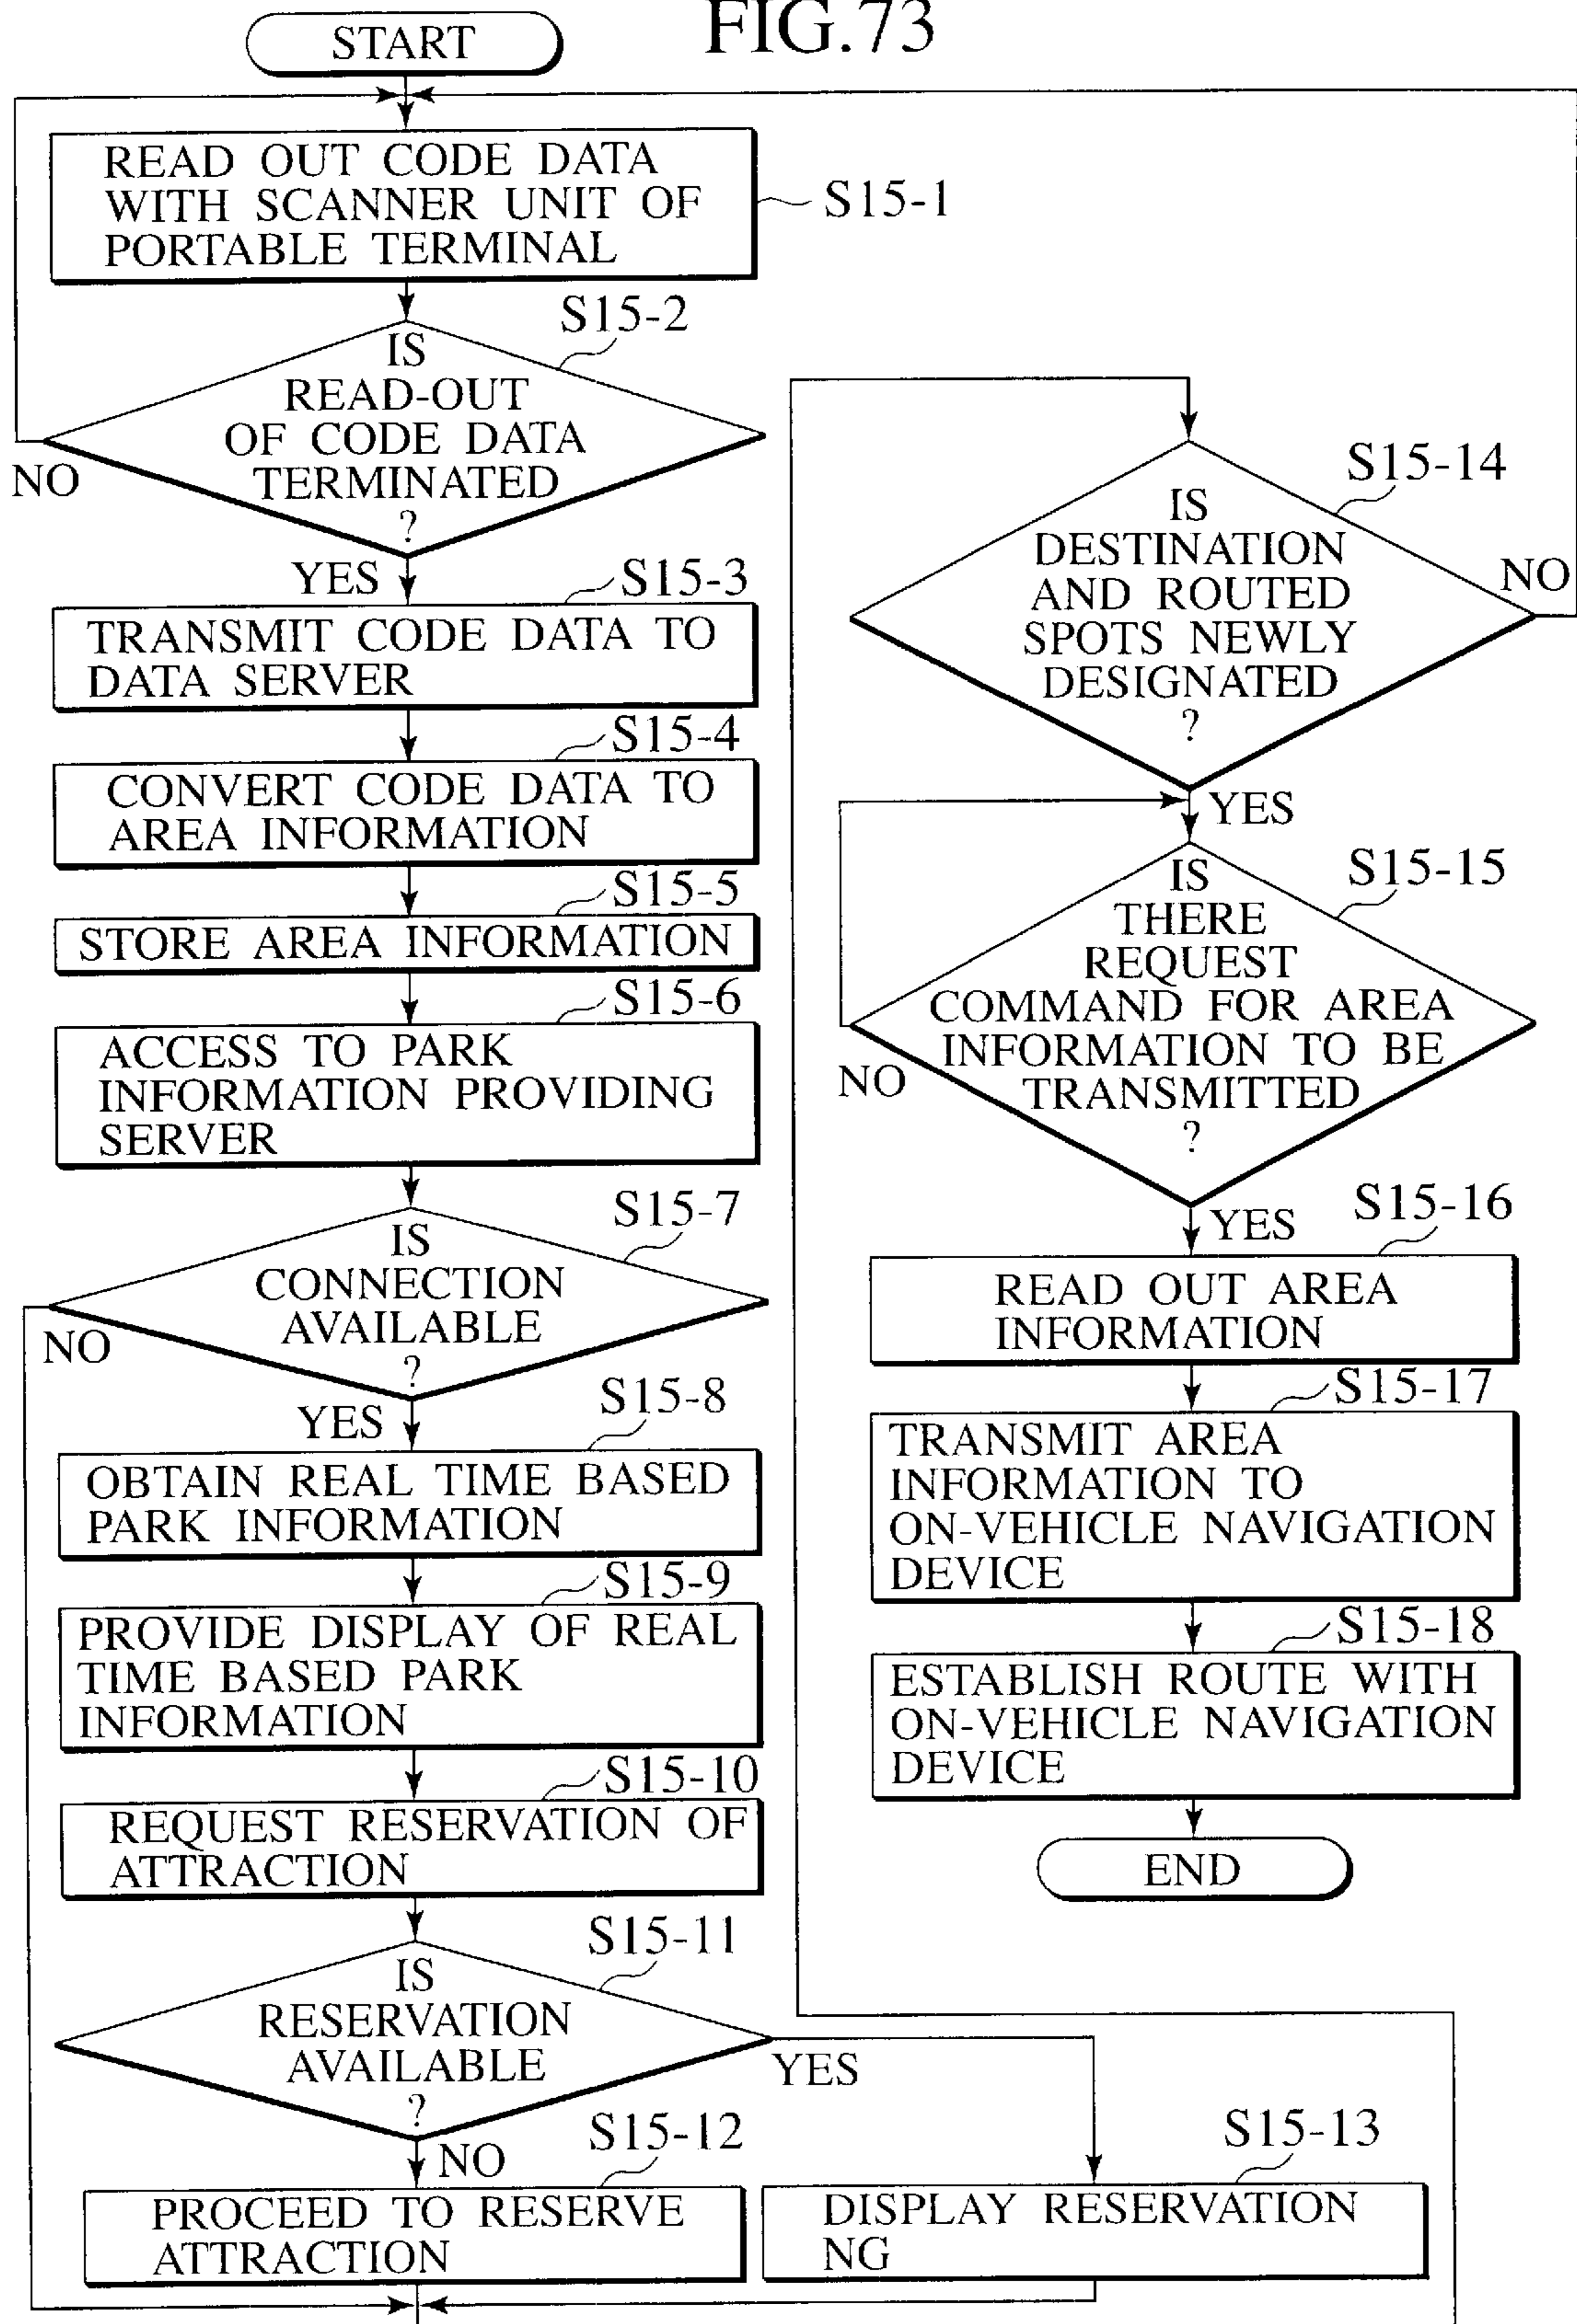 FIG.73
START
READ OUT CODE DATA
WITH SCANNER UNIT OF
PORTABLE TERMINAL
S15-1
S15-2
IS
READ-OUT
OF CODE DATA
TERMINATED
?
NO
YES
S15-3
TRANSMIT CODE DATA TO
DATA SERVER
S15-4
CONVERT CODE DATA TO
AREA INFORMATION
S15-5
STORE AREA INFORMATION
S15-6
ACCESS TO PARK
INFORMATION PROVIDING
SERVER
S15-7
IS
CONNECTION
AVAILABLE
?
NO
YES
S15-8
OBTAIN REAL TIME BASED
PARK INFORMATION
S15-9
PROVIDE DISPLAY OF REAL
TIME BASED PARK
INFORMATION
S15-10
REQUEST RESERVATION OF
ATTRACTION
S15-11
IS
RESERVATION
AVAILABLE
?
YES
NO
S15-12
PROCEED TO RESERVE
ATTRACTION
S15-13
DISPLAY RESERVATION
NG
S15-14
IS
DESTINATION
AND ROUTED
SPOTS NEWLY
DESIGNATED
?
NO
YES
S15-15
IS
THERE
REQUEST
COMMAND FOR AREA
INFORMATION TO BE
TRANSMITTED
?
NO
YES
S15-16
READ OUT AREA
INFORMATION
S15-17
TRANSMIT AREA
INFORMATION TO
ON-VEHICLE NAVIGATION
DEVICE
S15-18
ESTABLISH ROUTE WITH
ON-VEHICLE NAVIGATION
DEVICE
END